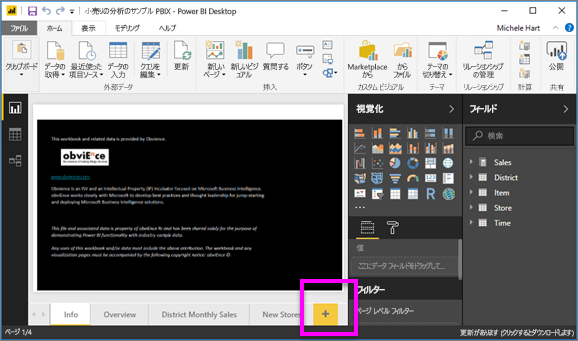 小売りの分析のサンプル PBIX - Power BI Desktop
Michele Hart
ファイル ホーム 表示 モデリング ヘルプ
クリップボード データの取得 最近使った項目ソース データの入力 クエリを編集 更新 新しいページ 新しいビジュアル 質問する ボタン Marketplace から ファイルから テーマの切り替え リレーションシップの管理 公開
外部データ 挿入 カスタム ビジュアル テーマ リレーションシップ 計算 共有
This workbook and related data is provided by Obvience.
obviEnce
www.obvience.com
Obvience is an ISV and an Intellectual Property (IP) Incubator focused on Microsoft Business Intelligence.
obviEnce works closely with Microsoft to develop best practices and thought leadership for jump-starting
and deploying Microsoft Business Intelligence solutions.
This file and associated data is property of obviEnce llc and has been shared solely for the purpose of
demonstrating Power BI functionality with industry sample data.
Any uses of this workbook and/or data must include the above attribution. The workbook and any
visualization pages must be accompanied by the following copyright notice: obviEnce ©.
視覚化
値
ここにデータ フィールドをドラッグして...
フィルター
ページ レベル フィルター
フィールド
検索
Sales
District
Item
Store
Time
Info Overview District Monthly Sales New Stores +
ページ 1/4
更新があります (クリックするとダウンロードします)